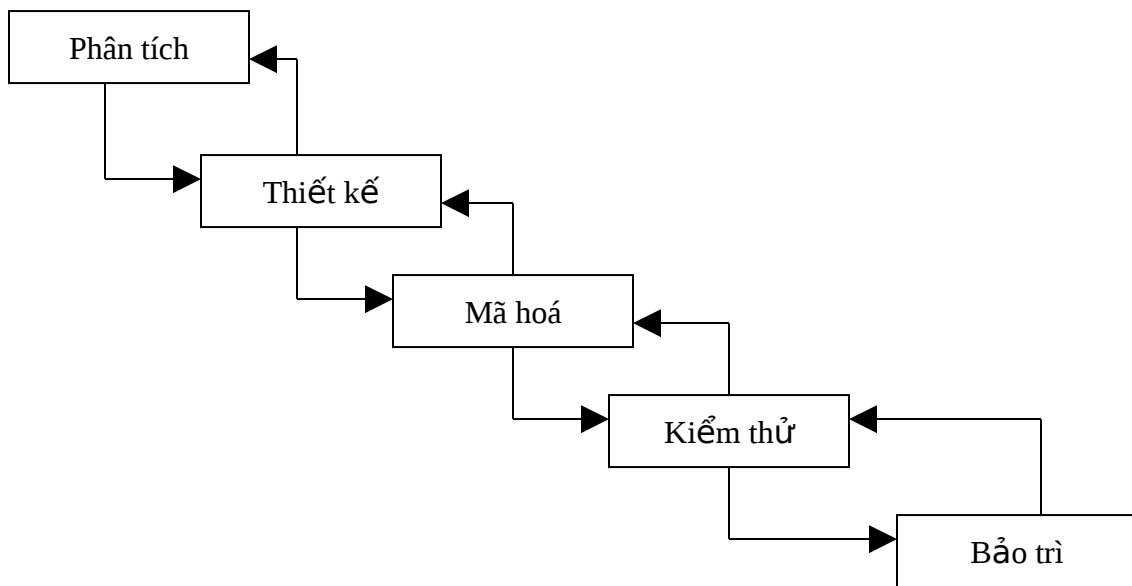 Phân tích
Thiết kế
Mã hoá
Kiểm thử
Bảo trì